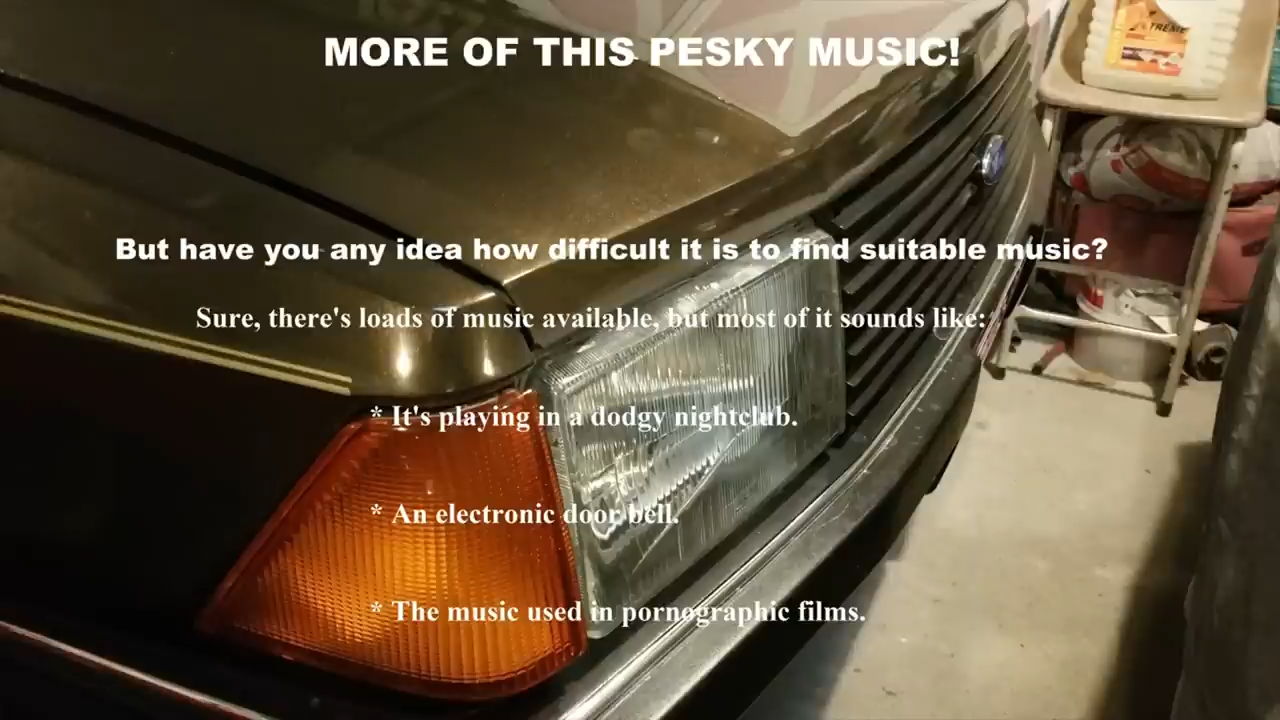 MORE OF THIS PESKY MUSIC!
TREME
But have you any idea how difficult it is to find suitable music?
Sure, there's loads of music available, but most of it sounds like:
* It's playing in a dodgy nightclub.
* An electronic door bell.
* The music used in pornographic films.